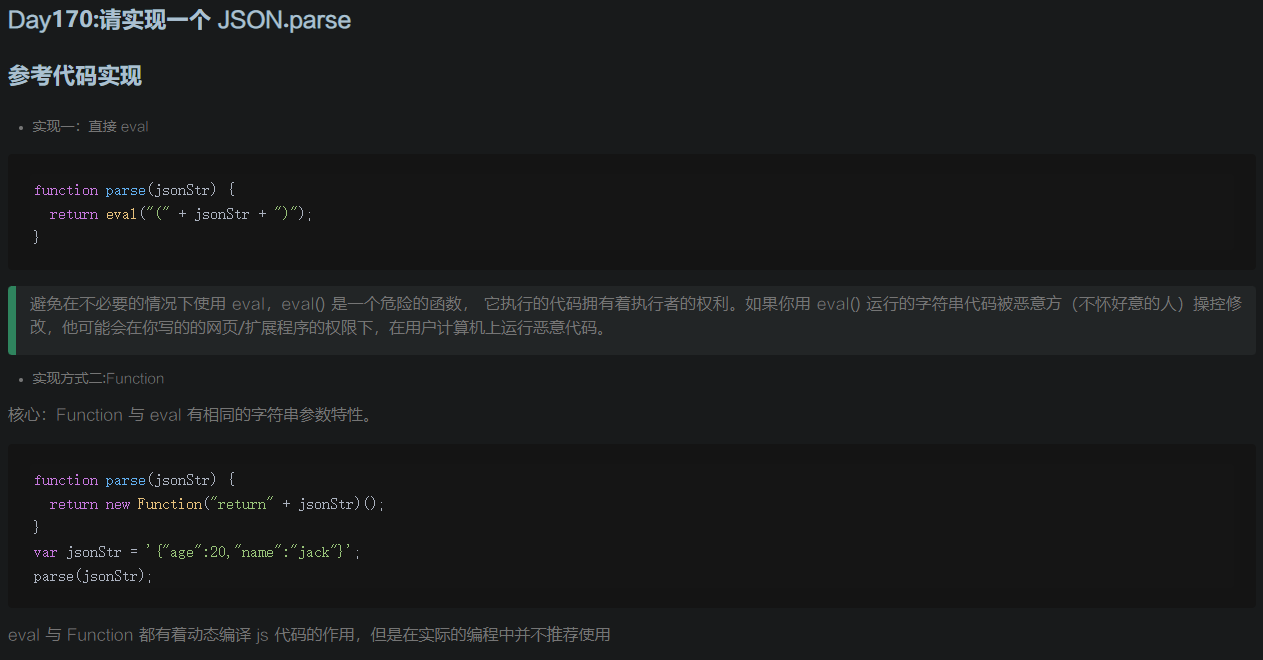 Day170:请实现一个 JSON.parse
参考代码实现
• 实现一：直接 eval
function parse(jsonStr) {
  return eval("(" + jsonStr + ")");
}
避免在不必要的情况下使用 eval，eval() 是一个危险的函数， 它执行的代码拥有着执行者的权利。如果你用 eval() 运行的字符串代码被恶意方（不怀好意的人）操控修
改，他可能会在你写的的网页/扩展程序的权限下，在用户计算机上运行恶意代码。
• 实现方式二:Function
核心：Function 与 eval 有相同的字符串参数特性。
function parse(jsonStr) {
  return new Function("return" + jsonStr)();
}
var jsonStr = '{"age":20,"name":"jack"}';
parse(jsonStr);
eval 与 Function 都有着动态编译 js 代码的作用，但是在实际的编程中并不推荐使用